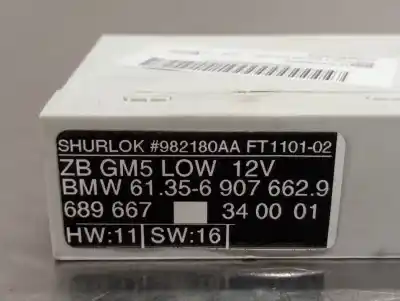 SHURLOK #982180AA FT1101-02
ZB GM5 LOW 12V
BMW 61.35-6 907 662.9
689 667 34 00 01
HW:11 SW:16